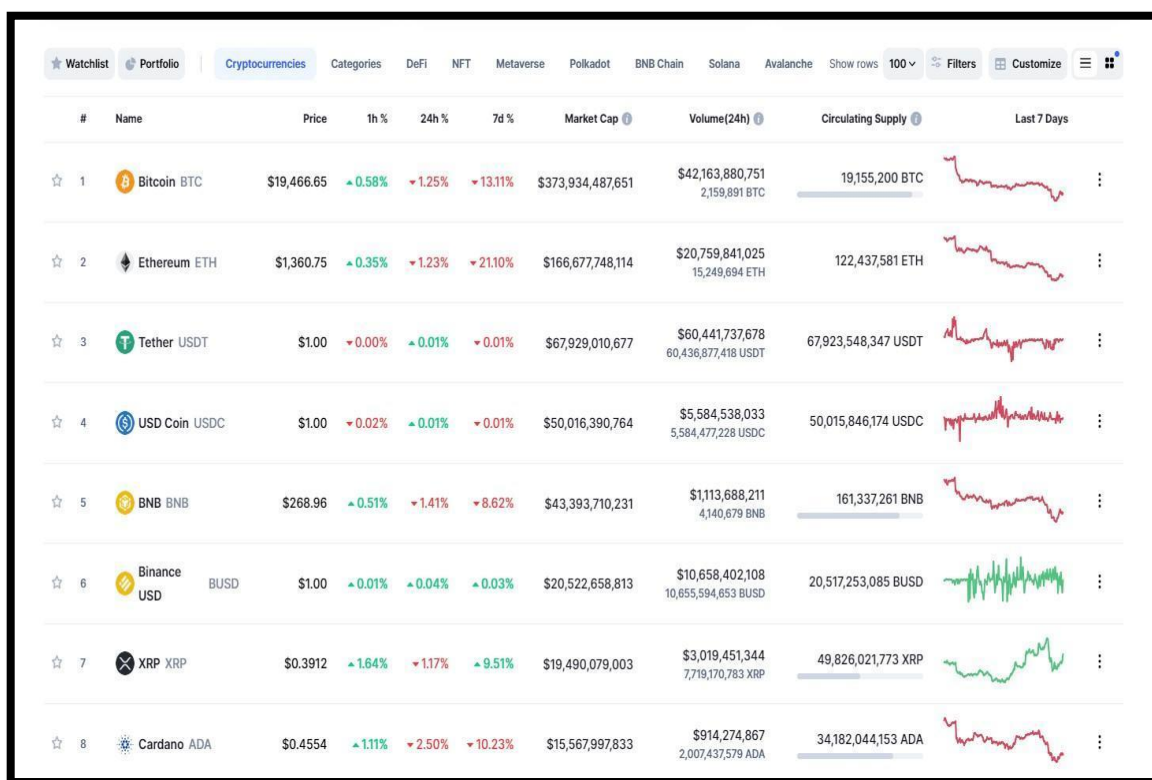 Watchlist Portfolio Cryptocurrencies Categories DeFi NFT Metaverse Polkadot BNB Chain Solana Avalanche Show rows 100 Filters Customize
# Name Price 1h % 24h % 7d % Market Cap Volume(24h) Circulating Supply Last 7 Days
1 Bitcoin BTC $19,466.65 0.58% 1.25% 13.11% $373,934,487,651 $42,163,880,751 19,155,200 BTC
2,159,891 BTC
2 Ethereum ETH $1,360.75 0.35% 1.23% 21.10% $166,677,748,114 $20,759,841,025 122,437,581 ETH
15,249,694 ETH
3 Tether USDT $1.00 0.00% 0.01% 0.01% $67,929,010,677 $60,441,737,678 67,923,548,347 USDT
60,436,877,418 USDT
4 USD Coin USDC $1.00 0.02% 0.01% 0.01% $50,016,390,764 $5,584,538,033 50,015,846,174 USDC
5,584,477,228 USDC
5 BNB BNB $268.96 0.51% 1.41% 8.62% $43,393,710,231 $1,113,688,211 161,337,261 BNB
4,140,679 BNB
6 Binance USD BUSD $1.00 0.01% 0.04% 0.03% $20,522,658,813 $10,658,402,108 20,517,253,085 BUSD
10,655,594,653 BUSD
7 XRP XRP $0.3912 1.64% 1.17% 9.51% $19,490,079,003 $3,019,451,344 49,826,021,773 XRP
7,719,170,783 XRP
8 Cardano ADA $0.4554 1.11% 2.50% 10.23% $15,567,997,833 $914,274,867 34,182,044,153 ADA
2,007,437,579 ADA